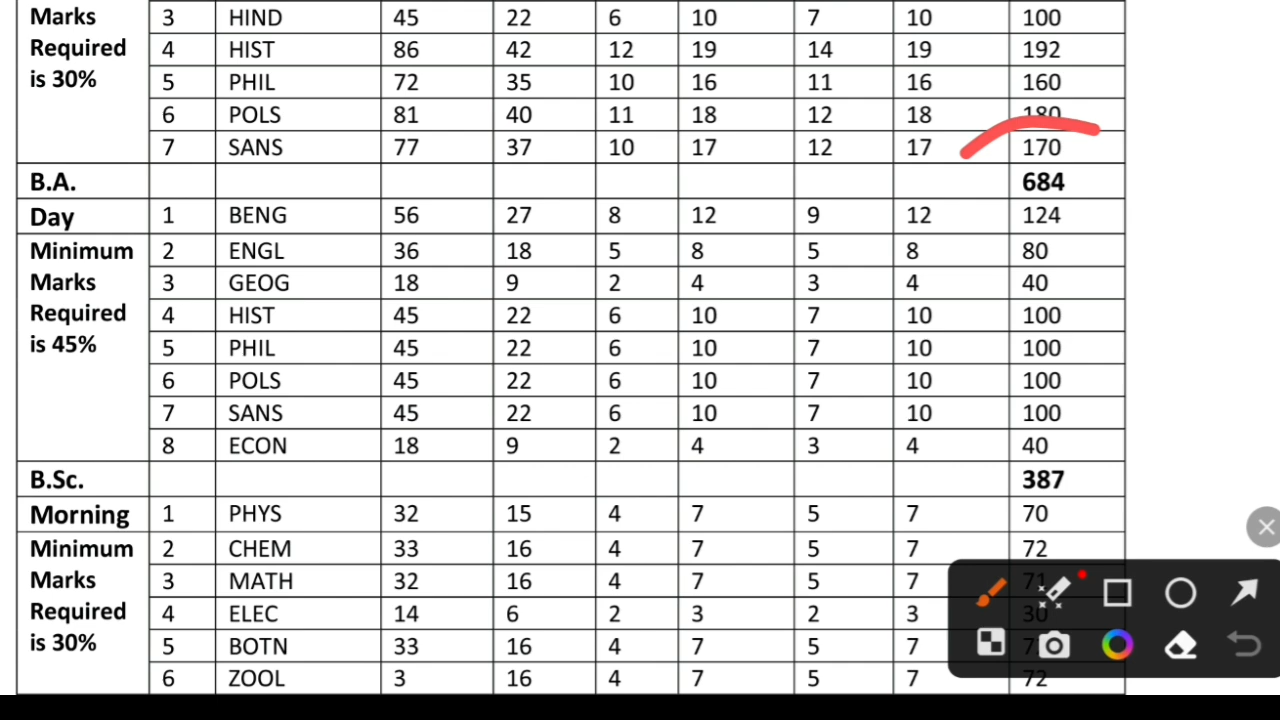 Marks 3 HIND 45 22 6 10 7 10 100
Required 4 HIST 86 42 12 19 14 19 192
is 30% 5 PHIL 72 35 10 16 11 16 160
6 POLS 81 40 11 18 12 18 180
7 SANS 77 37 10 17 12 17 170
B.A. 684
Day 1 BENG 56 27 8 12 9 12 124
Minimum 2 ENGL 36 18 5 8 5 8 80
Marks 3 GEOG 18 9 2 4 3 4 40
Required 4 HIST 45 22 6 10 7 10 100
is 45% 5 PHIL 45 22 6 10 7 10 100
6 POLS 45 22 6 10 7 10 100
7 SANS 45 22 6 10 7 10 100
8 ECON 18 9 2 4 3 4 40
B.Sc. 387
Morning 1 PHYS 32 15 4 7 5 7 70
Minimum 2 CHEM 33 16 4 7 5 7 72
Marks 3 MATH 32 16 4 7 5 7 71
Required 4 ELEC 14 6 2 3 2 3 30
is 30% 5 BOTN 33 16 4 7 5 7
6 ZOOL 3 16 4 7 5 7 72